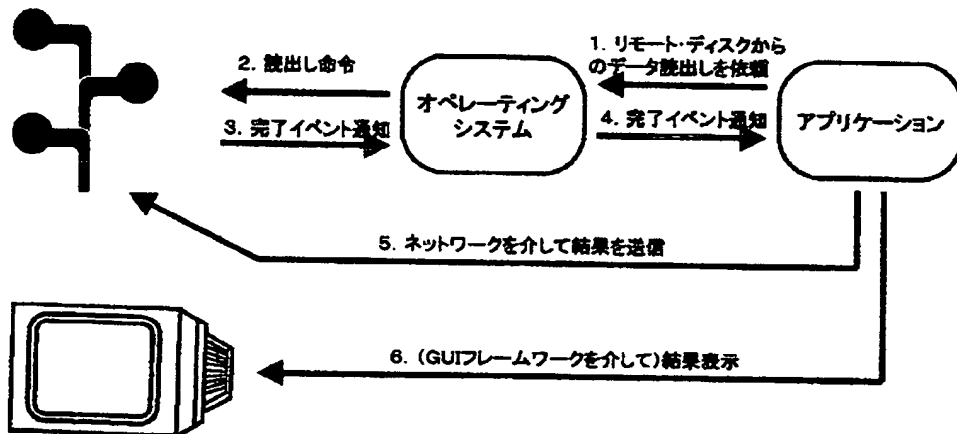 1. リモート・ディスクから
のデータ読出しを依頼
2. 読出し命令
オペレーティング
システム
アプリケーション
3. 完了イベント通知
4. 完了イベント通知
5. ネットワークを介して結果を送信
6. (GUIフレームワークを介して)結果表示